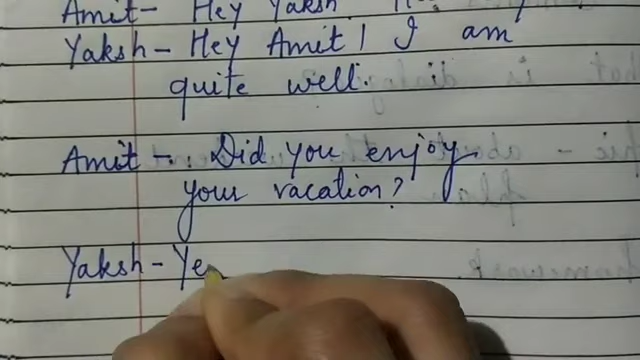 Amit- Hey Yaksh
Yaksh - Hey Amit! I am
quite well.
Amit -. Did you enjoy
your vacation?
Yaksh - Ye